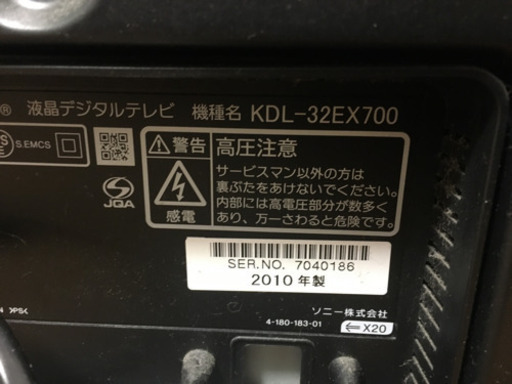 ® 液晶デジタルテレビ 機種名 KDL-32EX700
S.EMCS
JQA
警告 高圧注意
感電
サービスマン以外の方は
裏ぶたをあけないでください。
内部には高電圧部分が数多く
あり、万一さわると危険です。
SER.NO. 7040186
2010年製
ソニー株式会社
4-180-183-01
X20